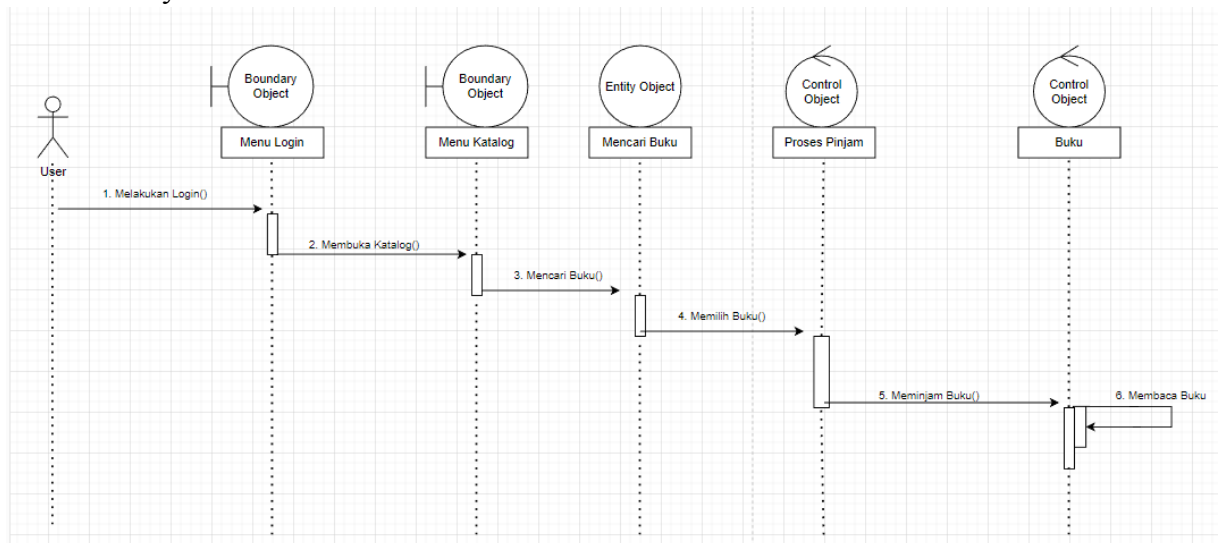 Boundary
Object
Boundary
Object
Entity Object
Control
Object
Control
Object
Menu Login
Menu Katalog
Mencari Buku
Proses Pinjam
Buku
User
1. Melakukan Login()
2. Membuka Katalog()
3. Mencari Buku()
4. Memilih Buku()
5. Meminjam Buku()
6. Membaca Buku